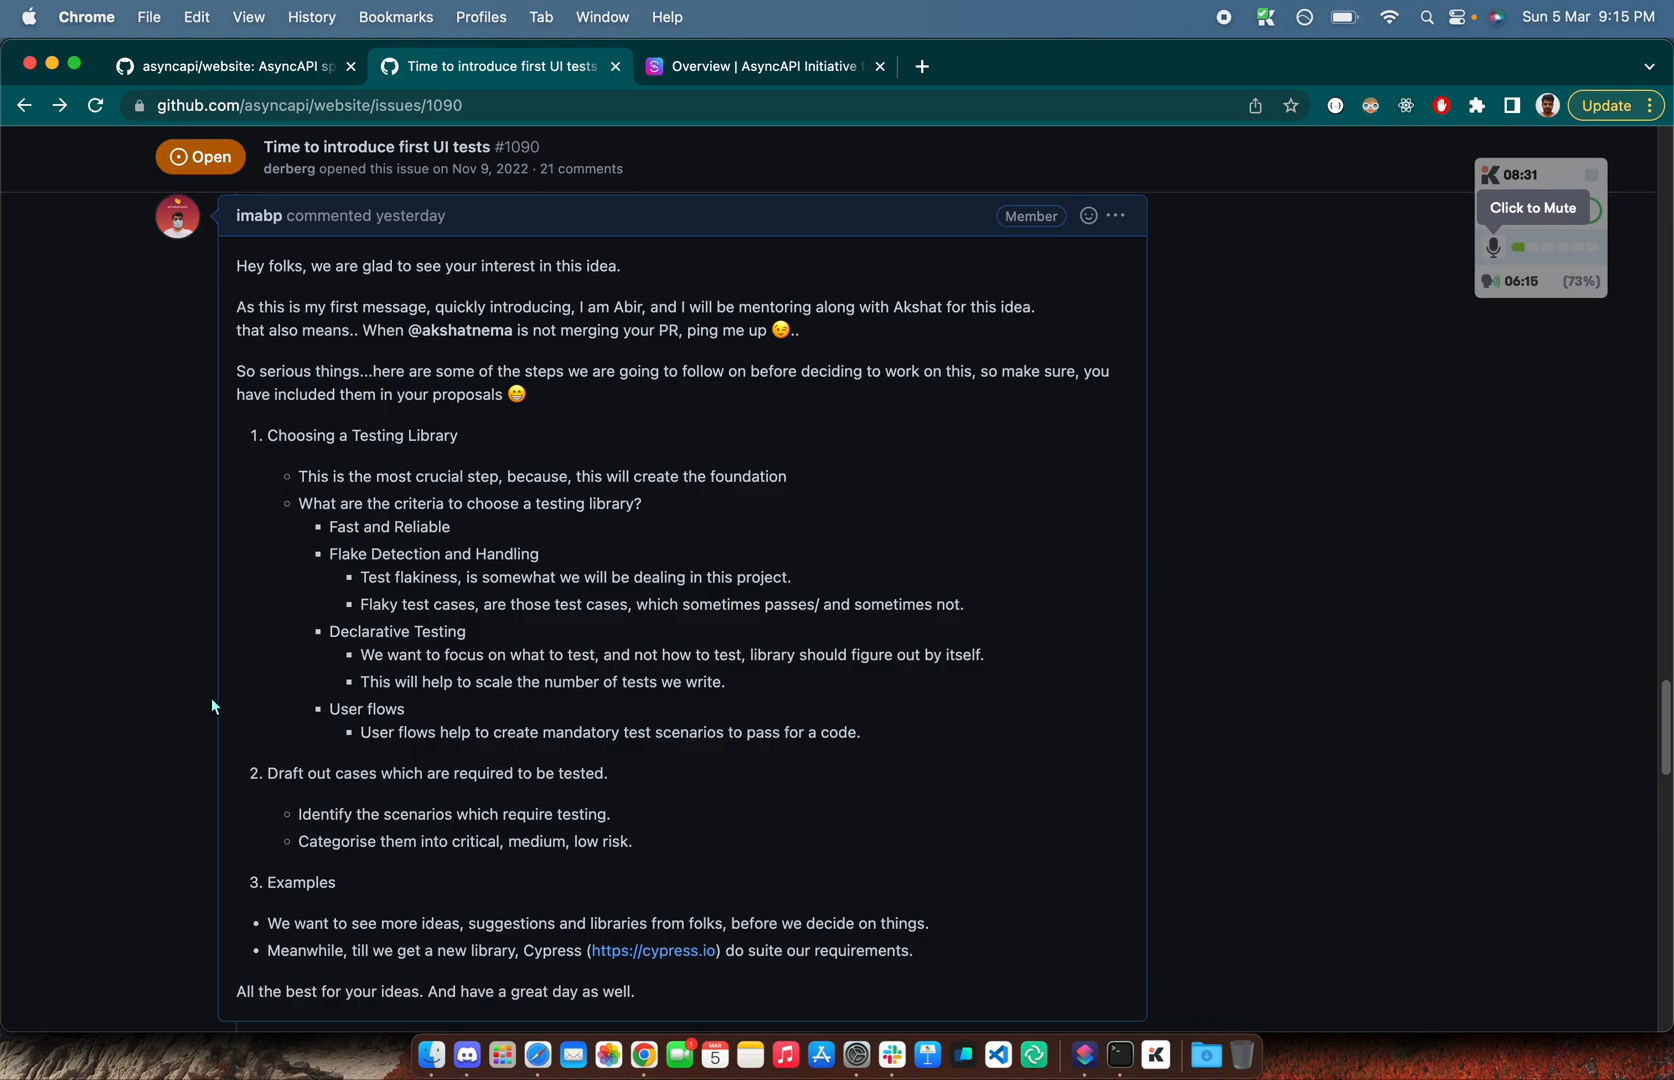 Chrome File Edit View History Bookmarks Profiles Tab Window Help Sun 5 Mar 9:15 PM
asyncapi/website: AsyncAPI sp Time to introduce first UI tests Overview | AsyncAPI Initiative f
github.com/asyncapi/website/issues/1090 Update
Open
Time to introduce first UI tests #1090
derberg opened this issue on Nov 9, 2022 · 21 comments
08:31
Click to Mute
06:15 (73%)
imabp commented yesterday Member
Hey folks, we are glad to see your interest in this idea.
As this is my first message, quickly introducing, I am Abir, and I will be mentoring along with Akshat for this idea.
that also means.. When @akshatnema is not merging your PR, ping me up 😉..
So serious things...here are some of the steps we are going to follow on before deciding to work on this, so make sure, you
have included them in your proposals 😁
1. Choosing a Testing Library
◦ This is the most crucial step, because, this will create the foundation
◦ What are the criteria to choose a testing library?
▪ Fast and Reliable
▪ Flake Detection and Handling
▪ Test flakiness, is somewhat we will be dealing in this project.
▪ Flaky test cases, are those test cases, which sometimes passes/ and sometimes not.
▪ Declarative Testing
▪ We want to focus on what to test, and not how to test, library should figure out by itself.
▪ This will help to scale the number of tests we write.
▪ User flows
▪ User flows help to create mandatory test scenarios to pass for a code.
2. Draft out cases which are required to be tested.
◦ Identify the scenarios which require testing.
◦ Categorise them into critical, medium, low risk.
3. Examples
• We want to see more ideas, suggestions and libraries from folks, before we decide on things.
• Meanwhile, till we get a new library, Cypress (https://cypress.io) do suite our requirements.
All the best for your ideas. And have a great day as well.
1
MAR
5